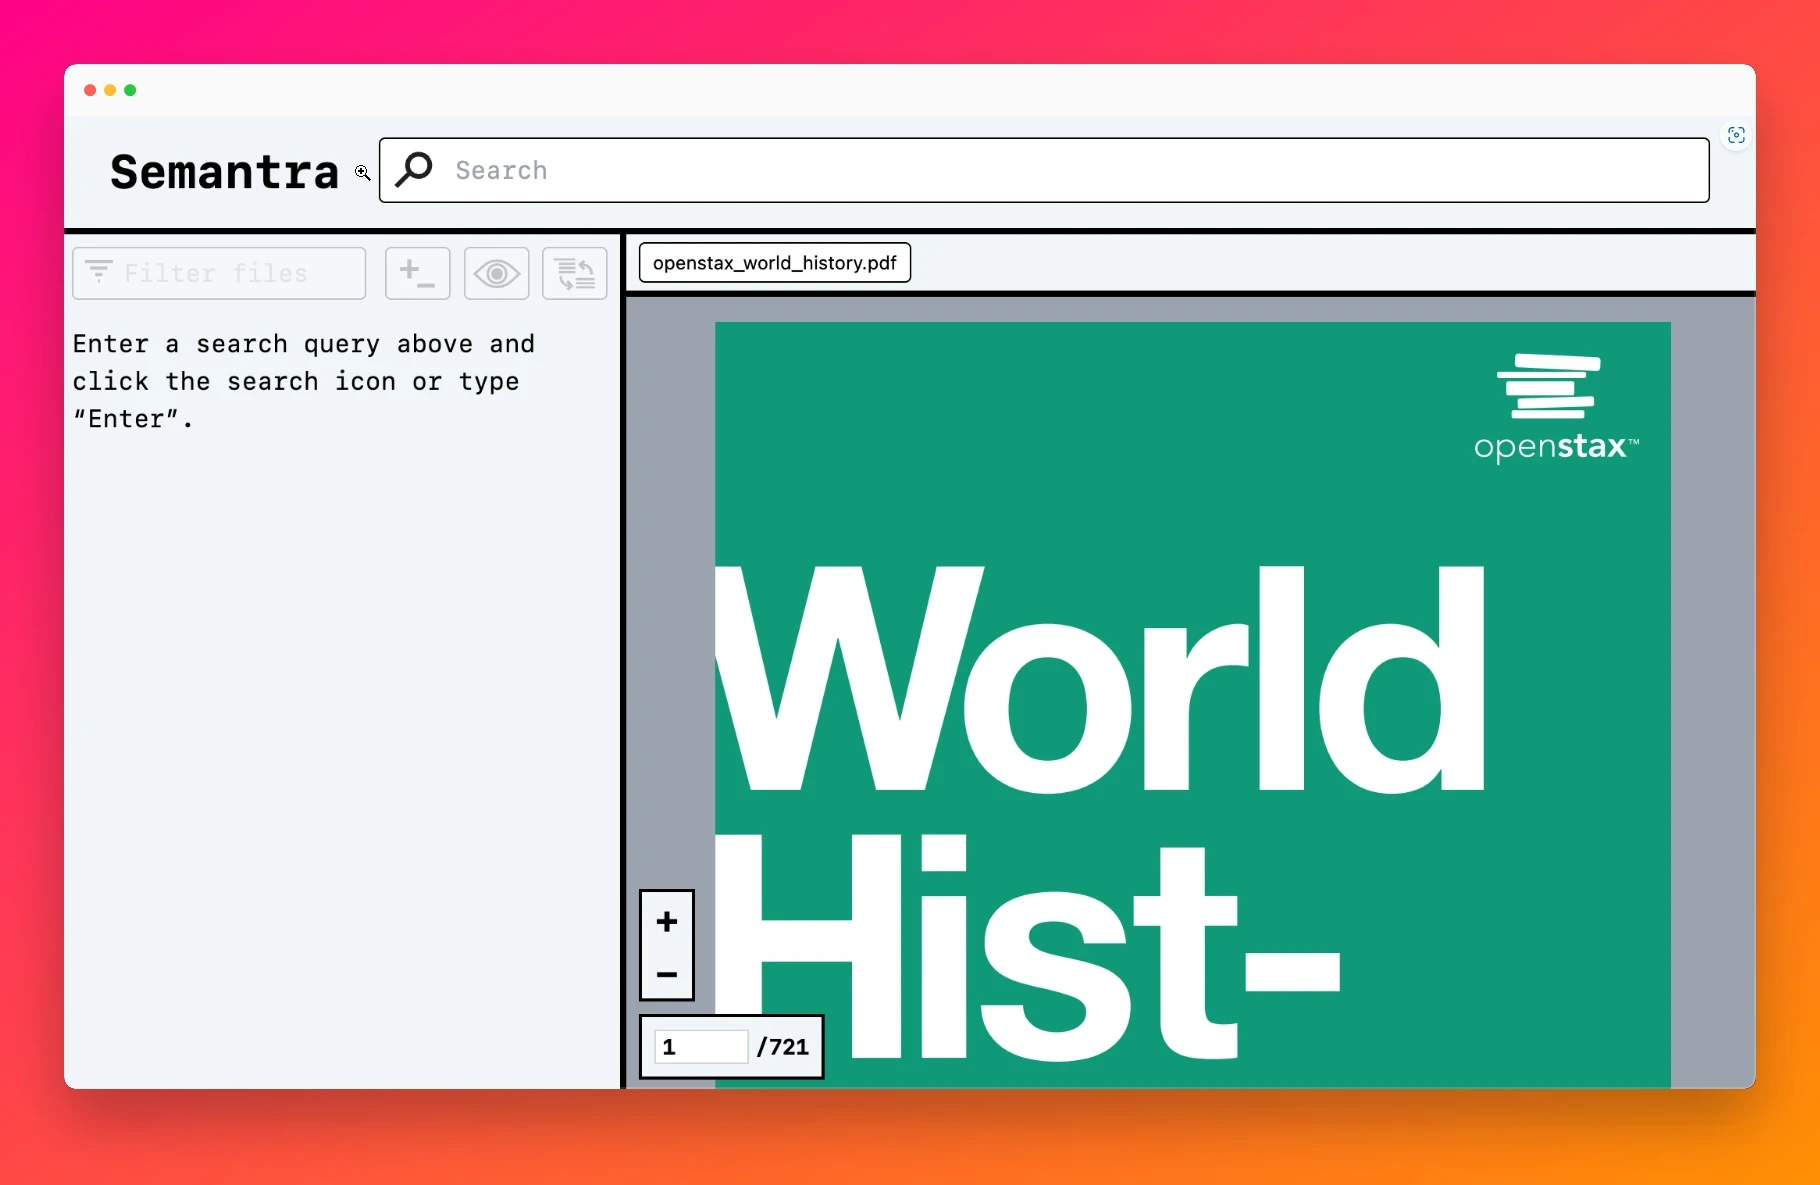 Semantra
Search
Filter files
openstax_world_history.pdf
Enter a search query above and
click the search icon or type
“Enter”.
openstax™
World
Hist-
+
−
1 /721